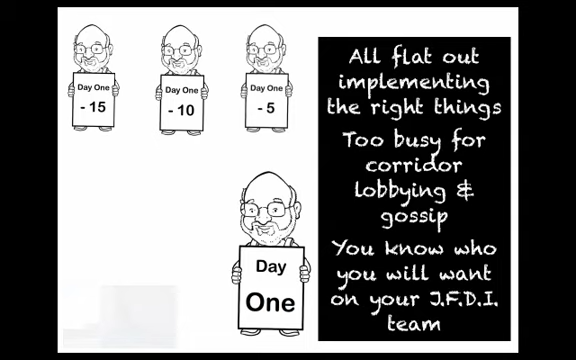 Day One
- 15
Day One
- 10
Day One
- 5
Day
One
All flat out
implementing
the right things
Too busy for
corridor
lobbying &
gossip
You know who
you will want
on your J.F.D.I.
team